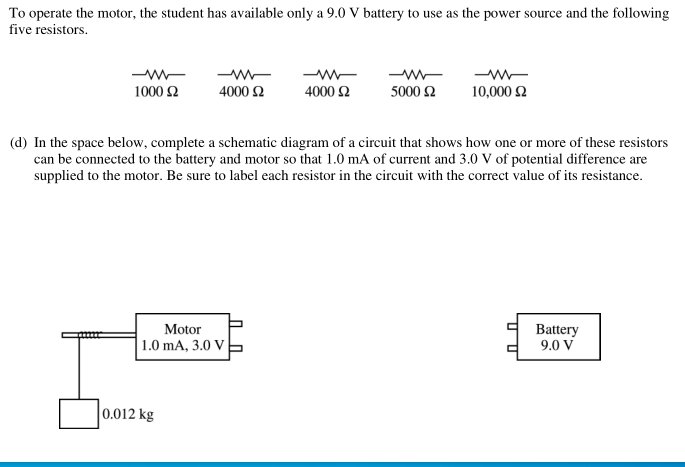 To operate the motor, the student has available only a 9.0 V battery to use as the power source and the following
five resistors.
1000 Ω 4000 Ω 4000 Ω 5000 Ω 10,000 Ω
(d) In the space below, complete a schematic diagram of a circuit that shows how one or more of these resistors
can be connected to the battery and motor so that 1.0 mA of current and 3.0 V of potential difference are
supplied to the motor. Be sure to label each resistor in the circuit with the correct value of its resistance.
Motor
1.0 mA, 3.0 V
Battery
9.0 V
0.012 kg